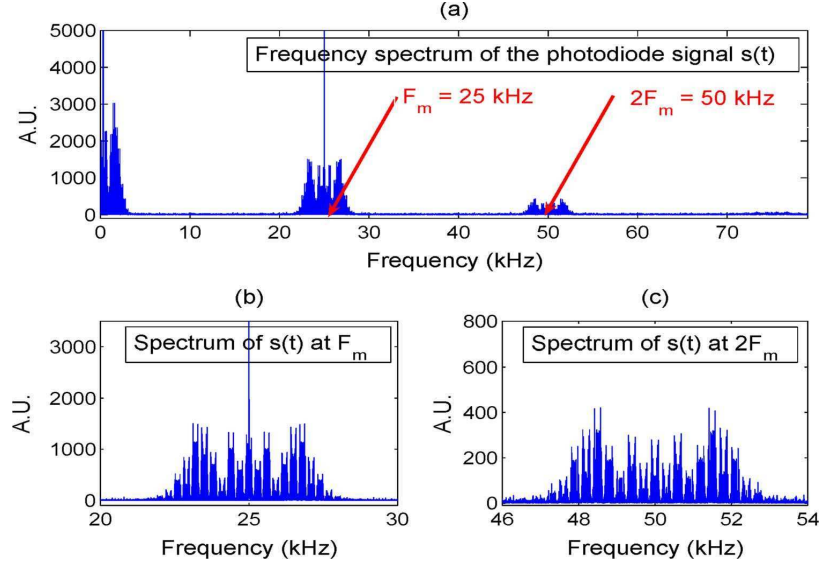 (a)
Frequency spectrum of the photodiode signal s(t)
F_m = 25 kHz
2F_m = 50 kHz
A.U.
5000
4000
3000
2000
1000
0
0 10 20 30 40 50 60 70
Frequency (kHz)
(b)
Spectrum of s(t) at F_m
A.U.
3000
2000
1000
0
20 25 30
Frequency (kHz)
(c)
Spectrum of s(t) at 2F_m
A.U.
800
600
400
200
0
46 48 50 52 54
Frequency (kHz)